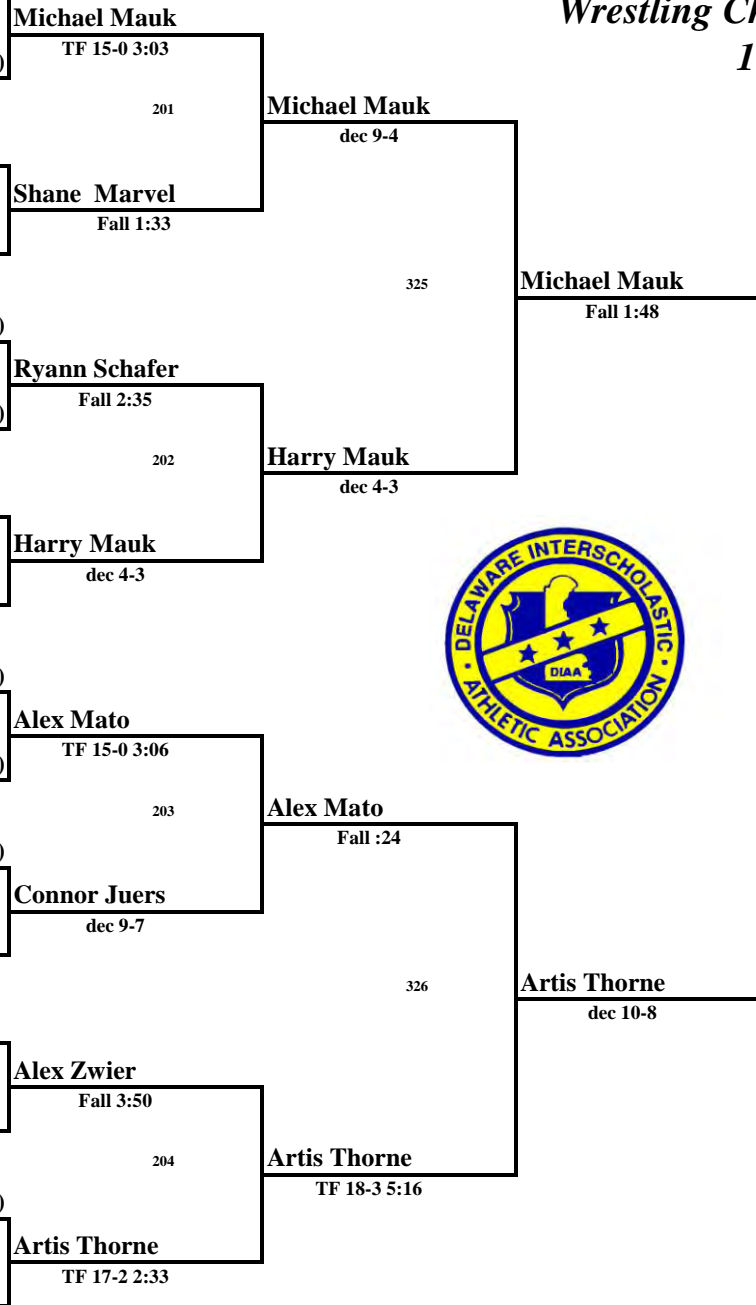 Wrestling Ch
1
Michael Mauk
TF 15-0 3:03
)
201
Michael Mauk
dec 9-4
Shane  Marvel
Fall 1:33
325
Michael Mauk
Fall 1:48
)
Ryann Schafer
Fall 2:35
)
202
Harry Mauk
dec 4-3
Harry Mauk
dec 4-3
DELAWARE INTERSCHOLASTIC
DIAA
ATHLETIC ASSOCIATION
)
Alex Mato
TF 15-0 3:06
)
203
Alex Mato
Fall :24
)
Connor Juers
dec 9-7
326
Artis Thorne
dec 10-8
Alex Zwier
Fall 3:50
204
Artis Thorne
TF 18-3 5:16
)
Artis Thorne
TF 17-2 2:33